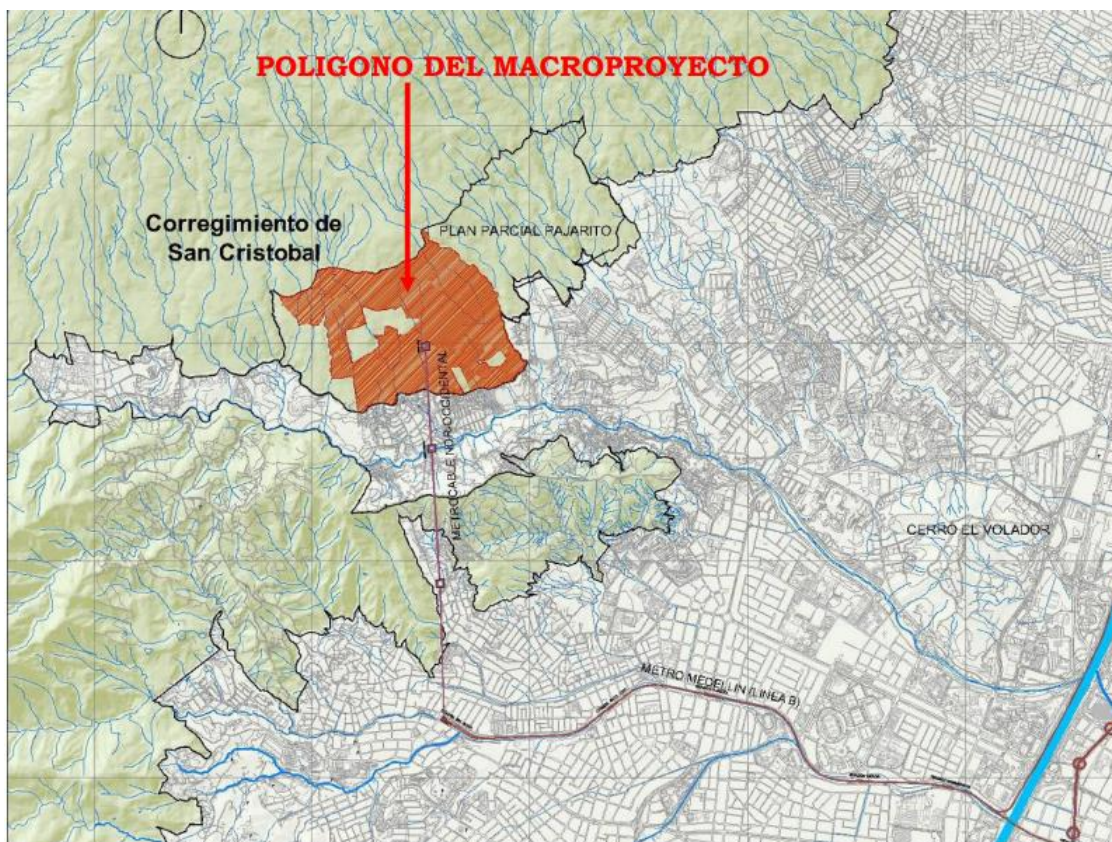 POLIGONO DEL MACROPROYECTO
Corregimiento de
San Cristobal
PLAN PARCIAL PAJARITO
METROCABLE NOROCCIDENTAL
CERRO EL VOLADOR
METRO MEDELLIN (LINEA B)